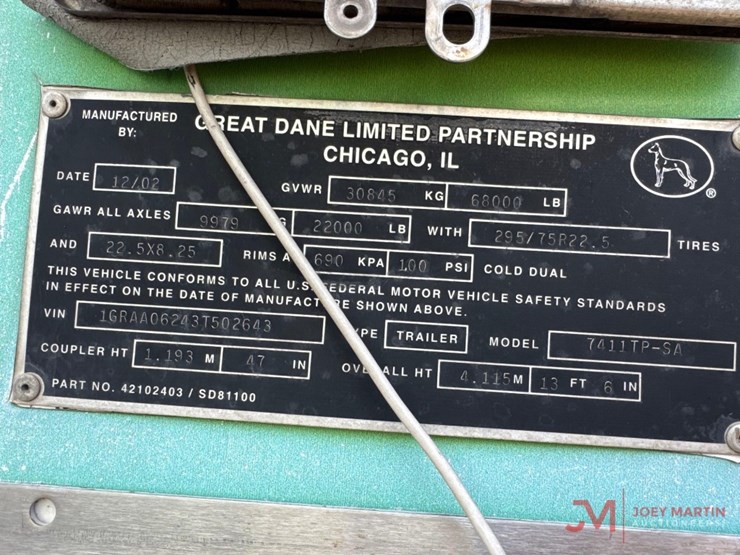 MANUFACTURED BY: GREAT DANE LIMITED PARTNERSHIP
CHICAGO, IL
DATE 12/02 GVWR 30845 KG 68000 LB
GAWR ALL AXLES 9979 G 22000 LB WITH 295/75R22.5 TIRES
AND 22.5X8.25 RIMS A 690 KPA 100 PSI COLD DUAL
THIS VEHICLE CONFORMS TO ALL U.S. FEDERAL MOTOR VEHICLE SAFETY STANDARDS
IN EFFECT ON THE DATE OF MANUFACTURE SHOWN ABOVE.
VIN 1GRAA06243T502643 TYPE TRAILER MODEL 7411TP-SA
COUPLER HT 1.193 M 47 IN OVERALL HT 4.115M 13 FT 6 IN
PART NO. 42102403 / SD81100
®
JM JOEY MARTIN
AUCTIONEERS!